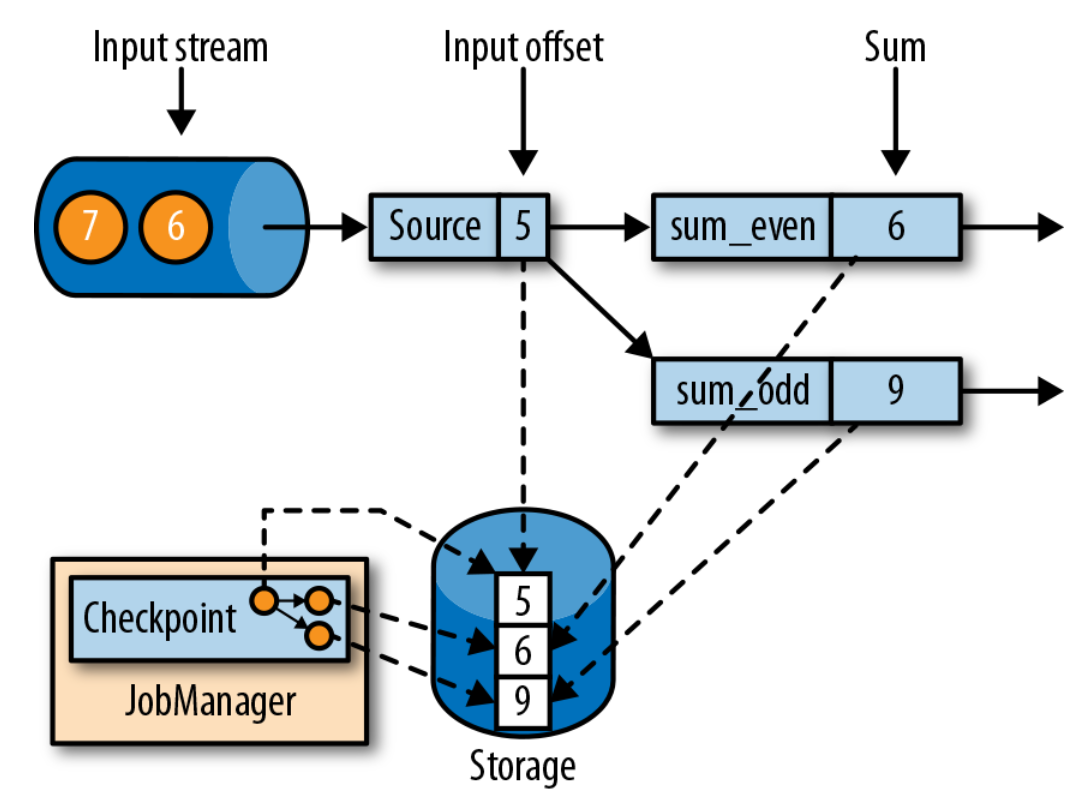 Input stream
Input offset
Sum
7 6
Source 5
sum_even 6
sum_odd 9
Checkpoint
JobManager
5
6
9
Storage